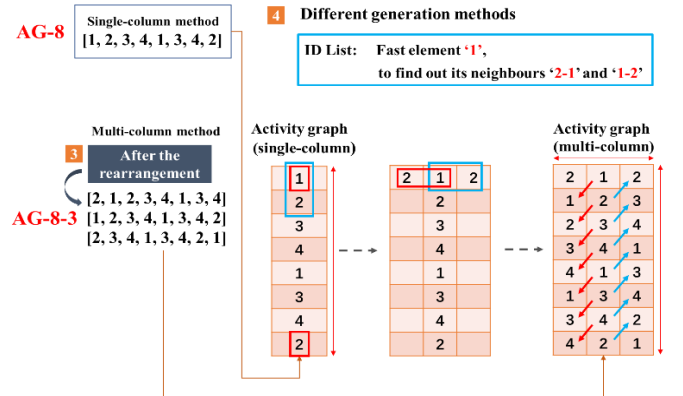 Single-column method
AG-8
[1, 2, 3, 4, 1, 3, 4, 2]
4 Different generation methods
ID List: Fast element ‘1’,
to find out its neighbours ‘2-1’ and ‘1-2’
Multi-column method
3 After the
rearrangement
[2, 1, 2, 3, 4, 1, 3, 4]
AG-8-3
[1, 2, 3, 4, 1, 3, 4, 2]
[2, 3, 4, 1, 3, 4, 2, 1]
Activity graph
(single-column)
1
2
3
4
1
3
4
2
2 1 2
2
3
4
1
3
4
2
Activity graph
(multi-column)
2 1 2
1 2 3
2 3 4
3 4 1
4 1 3
1 3 4
3 4 2
4 2 1